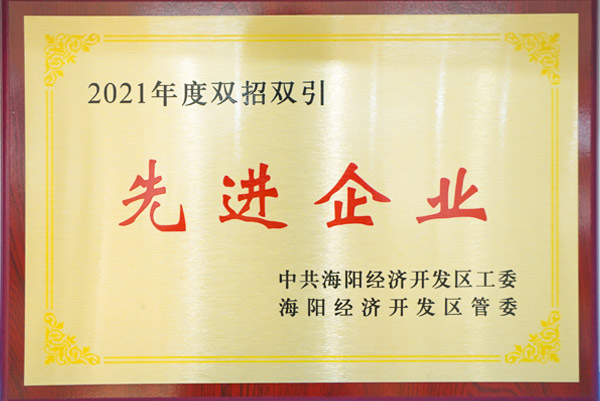 2021年度双招双引
先进企业
中共海阳经济开发区工委
海阳经济开发区管委